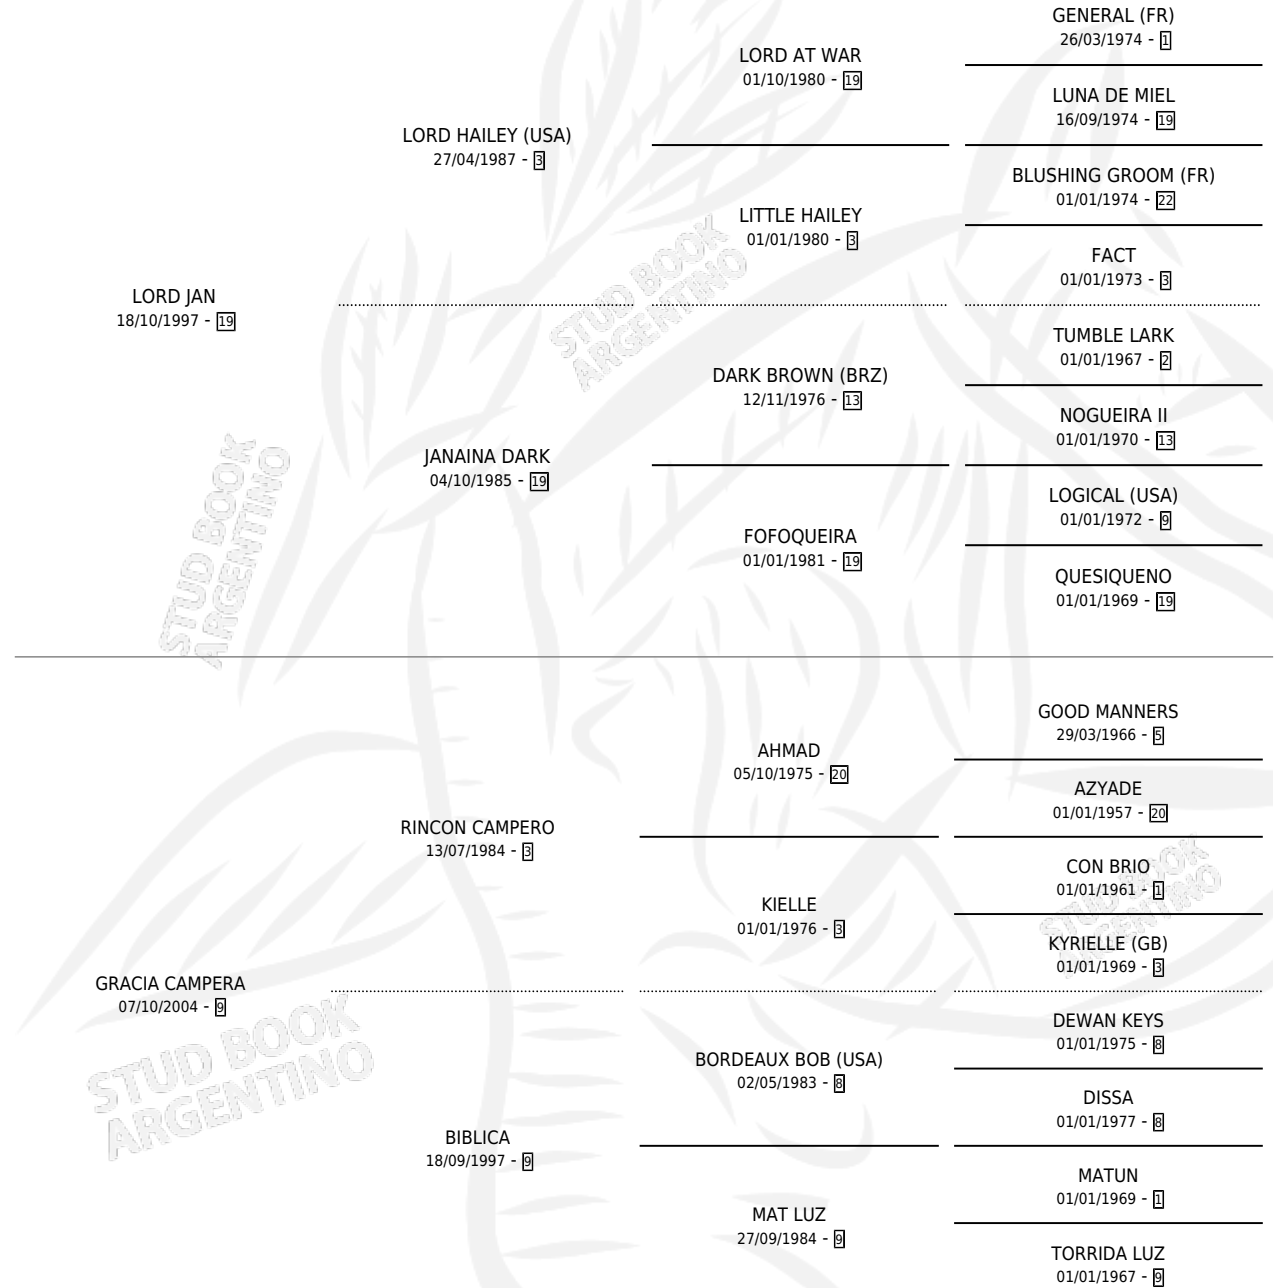 GENERAL (FR)
26/03/1974 - 1
LORD AT WAR
01/10/1980 - 19
LUNA DE MIEL
16/09/1974 - 19
LORD HAILEY (USA)
27/04/1987 - 3
BLUSHING GROOM (FR)
01/01/1974 - 22
LITTLE HAILEY
01/01/1980 - 3
FACT
01/01/1973 - 3
LORD JAN
18/10/1997 - 19
TUMBLE LARK
01/01/1967 - 2
DARK BROWN (BRZ)
12/11/1976 - 13
NOGUEIRA II
01/01/1970 - 13
JANAINA DARK
04/10/1985 - 19
LOGICAL (USA)
01/01/1972 - 9
FOFOQUEIRA
01/01/1981 - 19
QUESIQUENO
01/01/1969 - 19
STUD BOOK
ARGENTINO
STUD BOOK
ARGENTINO
GOOD MANNERS
29/03/1966 - 5
AHMAD
05/10/1975 - 20
AZYADE
01/01/1957 - 20
RINCON CAMPERO
13/07/1984 - 3
CON BRIO
01/01/1961 - 1
KIELLE
01/01/1976 - 3
KYRIELLE (GB)
01/01/1969 - 3
GRACIA CAMPERA
07/10/2004 - 9
DEWAN KEYS
01/01/1975 - 8
BORDEAUX BOB (USA)
02/05/1983 - 8
DISSA
01/01/1977 - 8
BIBLICA
18/09/1997 - 9
MATUN
01/01/1969 - 1
MAT LUZ
27/09/1984 - 9
TORRIDA LUZ
01/01/1967 - 9
STUD BOOK
ARGENTINO
STUD BOOK
ARGENTINO